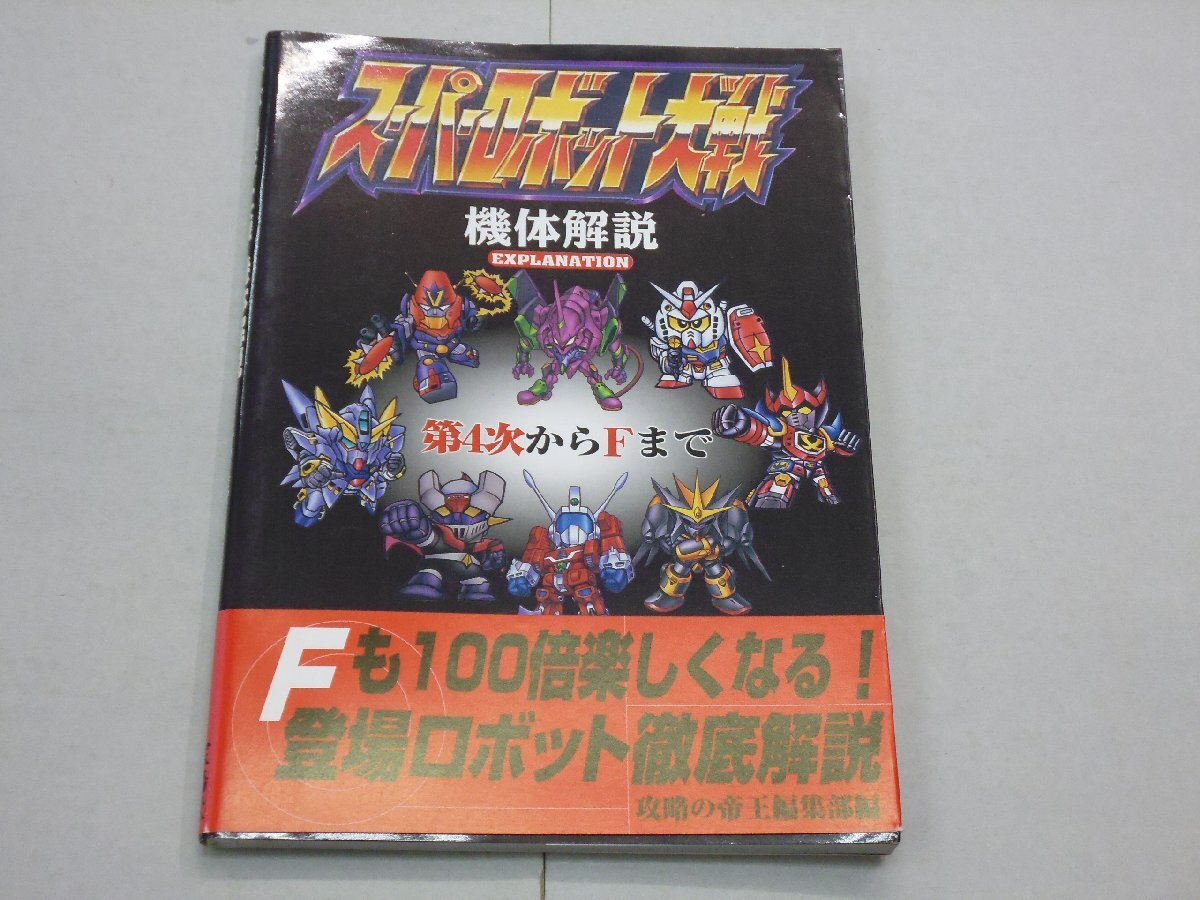 スーパーロボット大戦
機体解説
EXPLANATION
第4次からFまで
Fも100倍楽しくなる!
登場ロボット徹底解説
攻略の帝王編集部編